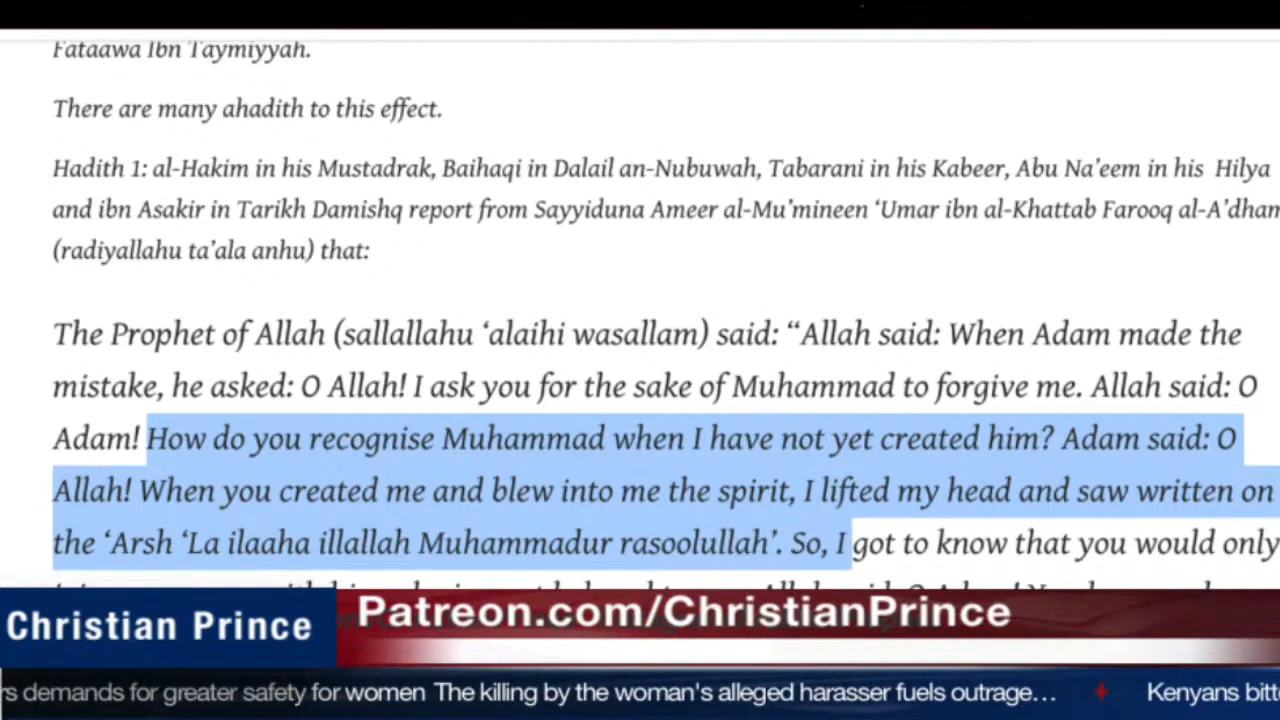 Fataawa Ibn Taymiyyah.
There are many ahadith to this effect.
Hadith 1: al-Hakim in his Mustadrak, Baihaqi in Dalail an-Nubuwah, Tabarani in his Kabeer, Abu Na’eem in his Hilya
and ibn Asakir in Tarikh Damishq report from Sayyiduna Ameer al-Mu’mineen ‘Umar ibn al-Khattab Farooq al-A’dham
(radiyallahu ta’ala anhu) that:
The Prophet of Allah (sallallahu ‘alaihi wasallam) said: “Allah said: When Adam made the
mistake, he asked: O Allah! I ask you for the sake of Muhammad to forgive me. Allah said: O
Adam! How do you recognise Muhammad when I have not yet created him? Adam said: O
Allah! When you created me and blew into me the spirit, I lifted my head and saw written on
the ‘Arsh ‘La ilaaha illallah Muhammadur rasoolullah’. So, I got to know that you would only
Christian Prince
Patreon.com/ChristianPrince
demands for greater safety for women The killing by the woman's alleged harasser fuels outrage… Kenyans